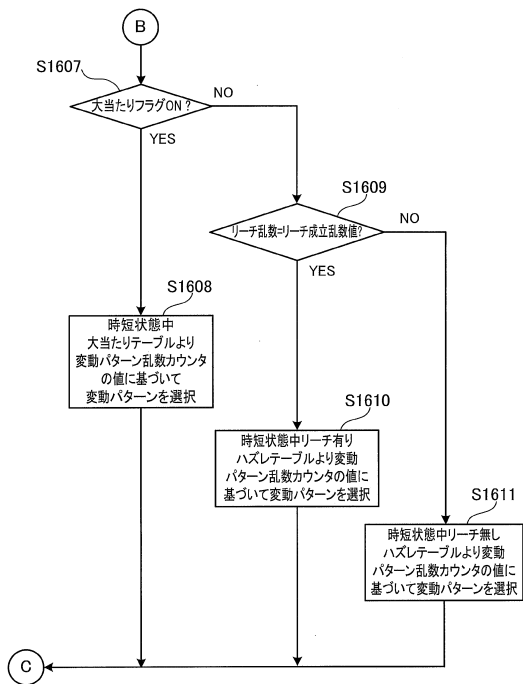 B
S1607
大当たりフラグON?
NO
YES
S1609
リーチ乱数=リーチ成立乱数値?
NO
YES
S1608
時短状態中
大当たりテーブルより
変動パターン乱数カウンタ
の値に基づいて
変動パターンを選択
S1610
時短状態中リーチ有り
ハズレテーブルより変動
パターン乱数カウンタの値に
基づいて変動パターンを選択
S1611
時短状態中リーチ無し
ハズレテーブルより変動
パターン乱数カウンタの値に
基づいて変動パターンを選択
C